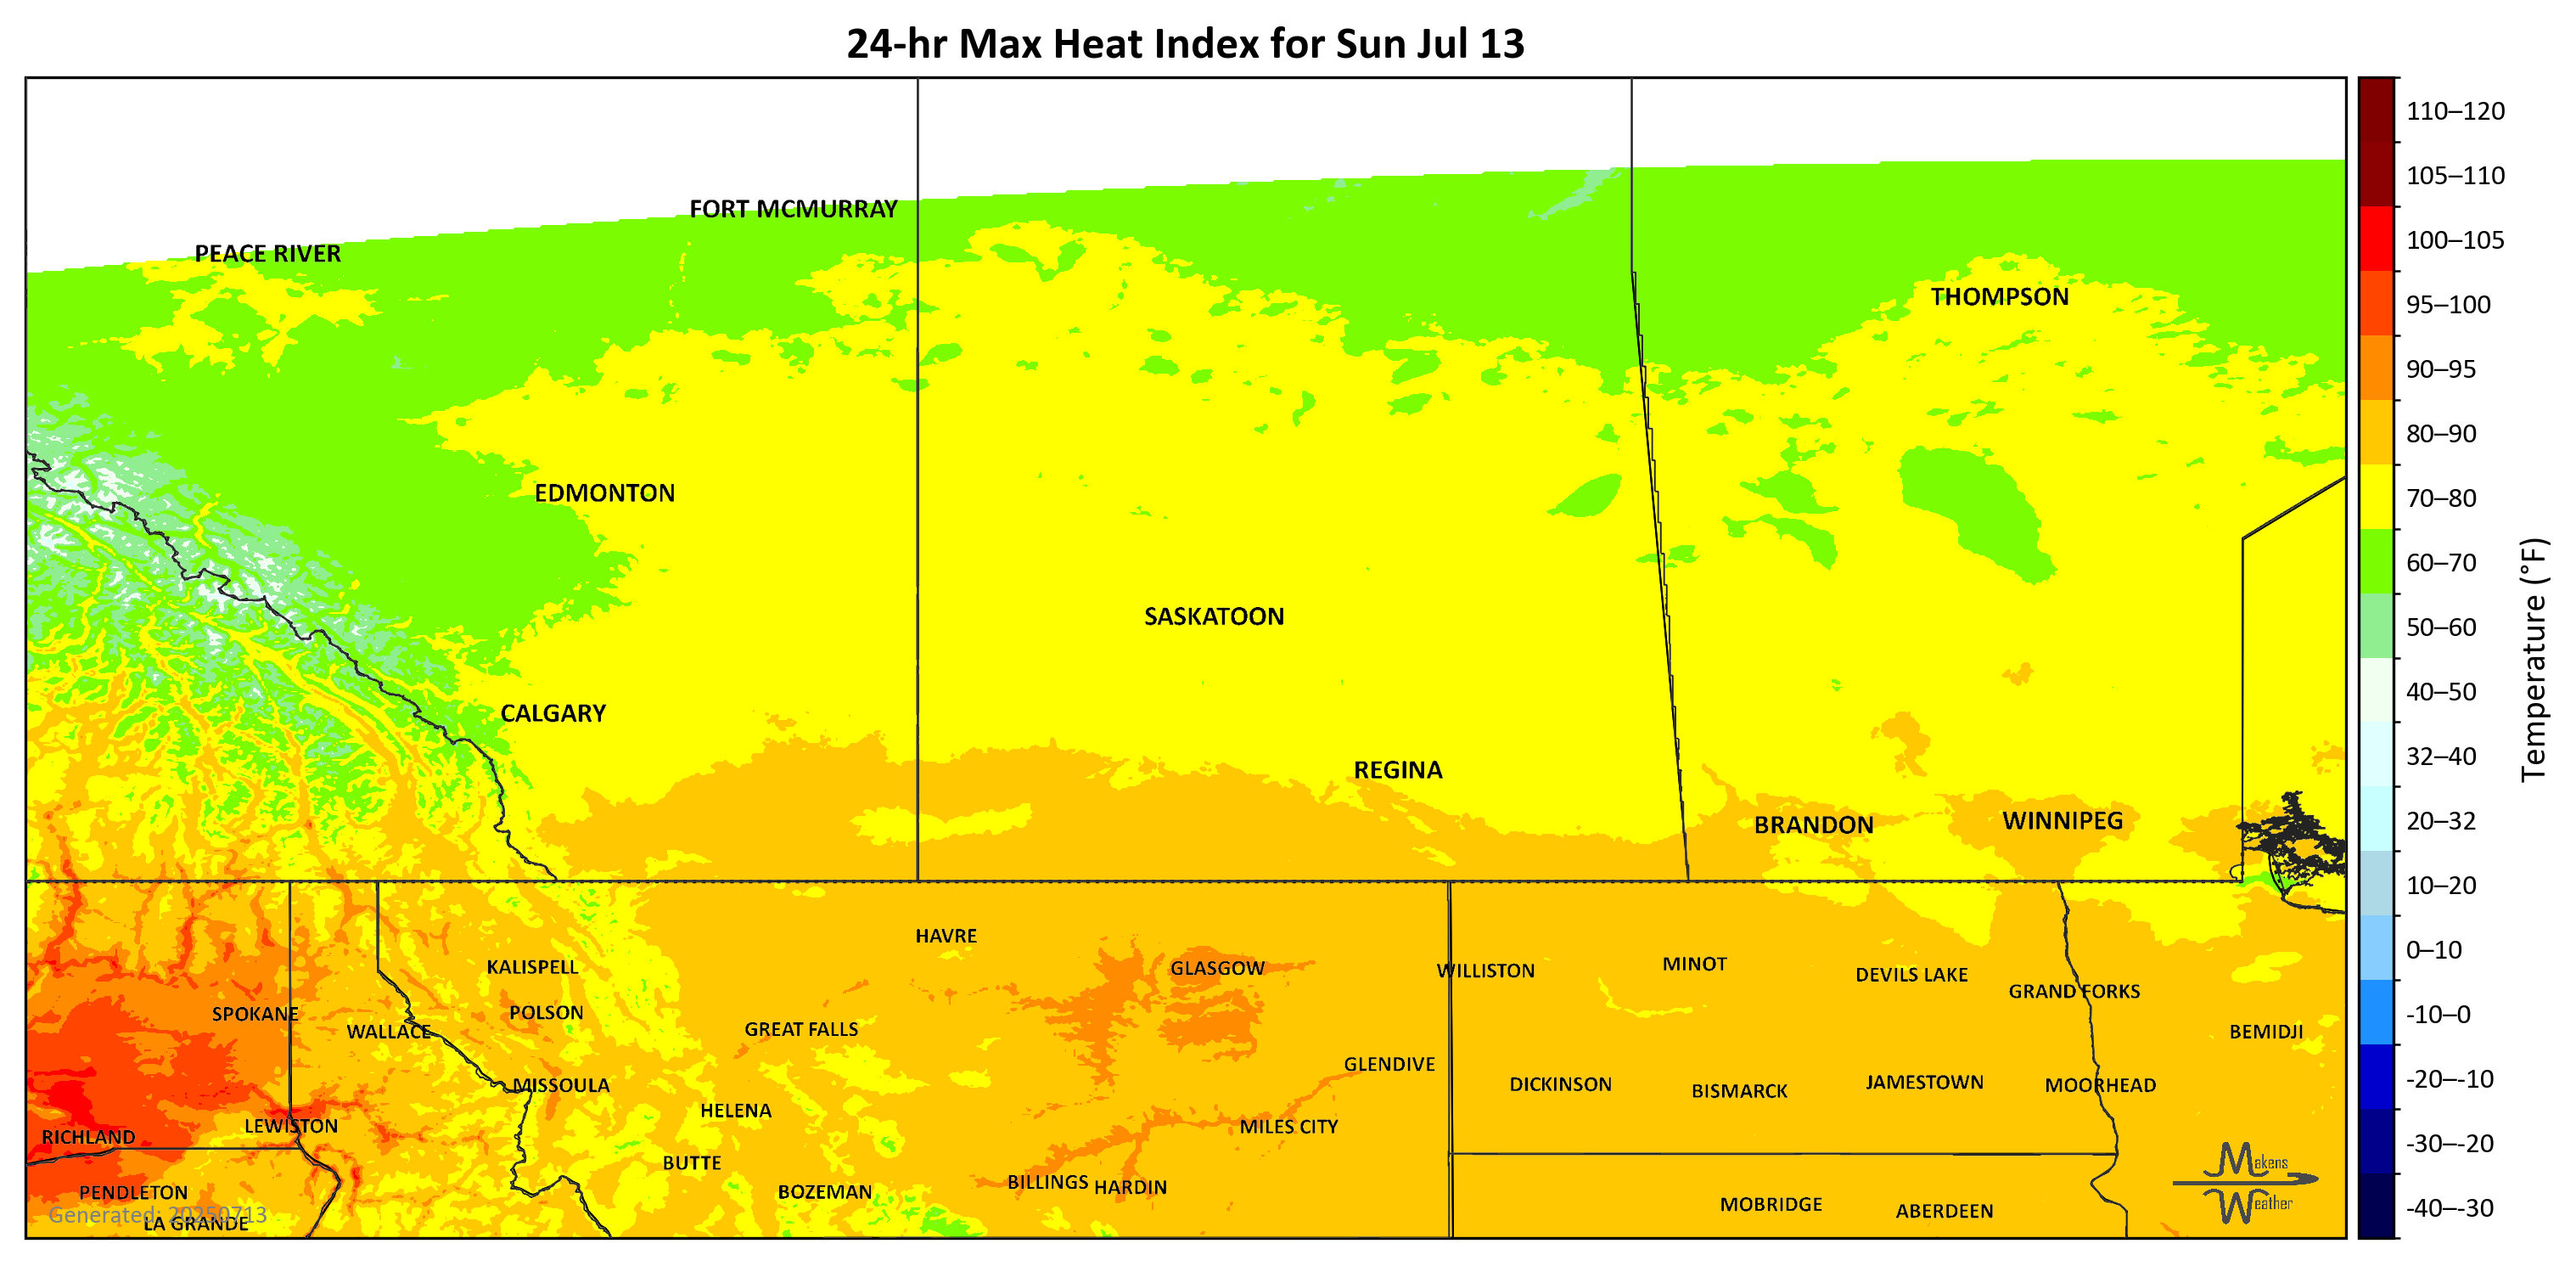 24-hr Max Heat Index for Sun Jul 13
FORT MCMURRAY
PEACE RIVER
THOMPSON
EDMONTON
SASKATOON
CALGARY
REGINA
BRANDON
WINNIPEG
HAVRE
KALISPELL
GLASGOW
WILLISTON
MINOT
DEVILS LAKE
GRAND FORKS
SPOKANE
POLSON
WALLACE
GREAT FALLS
BEMIDJI
GLENDIVE
MISSOULA
DICKINSON
BISMARCK
JAMESTOWN
MOORHEAD
HELENA
LEWISTON
MILES CITY
RICHLAND
BUTTE
BILLINGS
HARDIN
PENDLETON
BOZEMAN
MOBRIDGE
ABERDEEN
Generated: 20250713
LA GRANDE
Makens
Weather
110–120
105–110
100–105
95–100
90–95
80–90
70–80
60–70
50–60
40–50
32–40
20–32
10–20
0–10
-10–0
-20–-10
-30–-20
-40–-30
Temperature (°F)